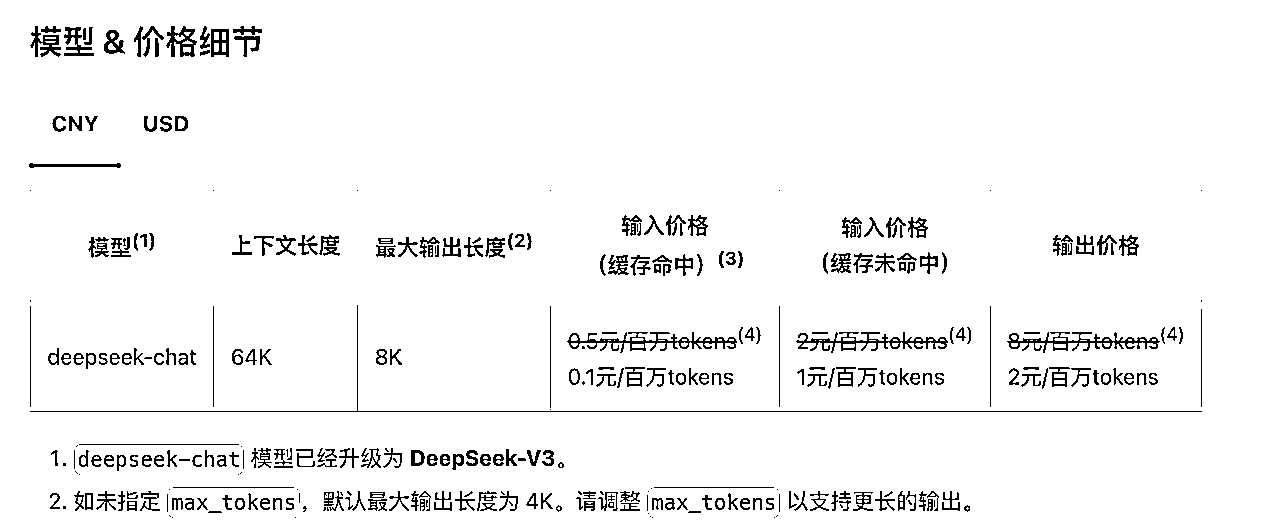 模型 & 价格细节
CNY USD
模型(1) 上下文长度 最大输出长度(2) 输入价格（缓存命中）(3) 输入价格（缓存未命中） 输出价格
deepseek-chat 64K 8K 0.5元/百万tokens(4) 2元/百万tokens(4) 8元/百万tokens(4)
0.1元/百万tokens 1元/百万tokens 2元/百万tokens
1. deepseek-chat 模型已经升级为 DeepSeek-V3。
2. 如未指定 max_tokens，默认最大输出长度为 4K。请调整 max_tokens 以支持更长的输出。